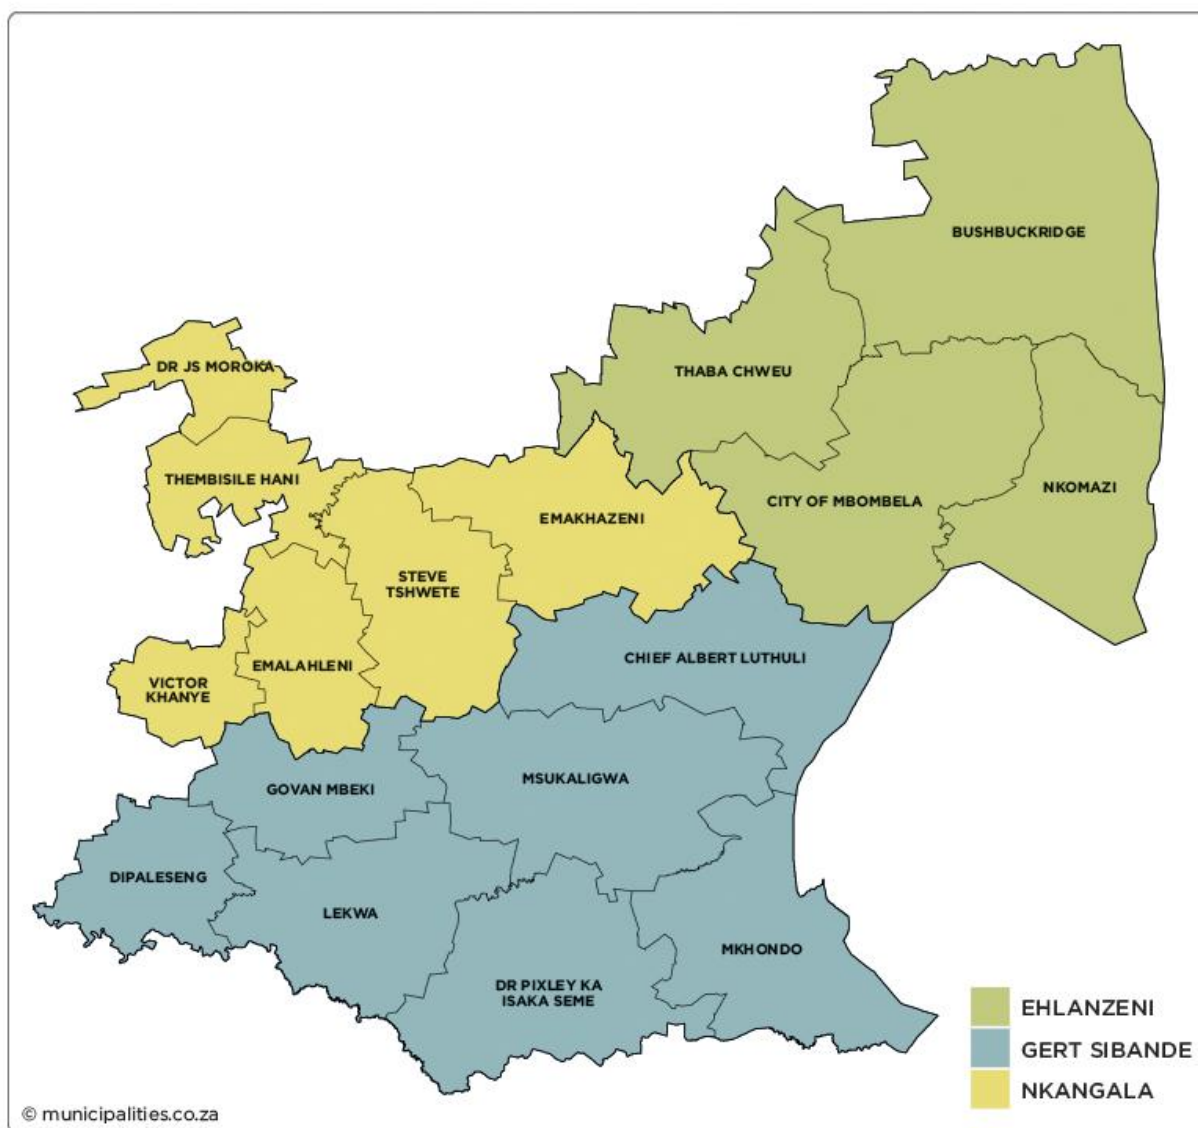 BUSHBUCKRIDGE
DR JS MOROKA
THABA CHWEU
THEMBISILE HANI
NKOMAZI
CITY OF MBOMBELA
EMAKHAZENI
STEVE
TSHWETE
CHIEF ALBERT LUTHULI
EMALAHLENI
VICTOR
KHANYE
MSUKALIGWA
GOVAN MBEKI
DIPALESENG
LEKWA
MKHONDO
DR PIXLEY KA
ISAKA SEME
EHLANZENI
GERT SIBANDE
NKANGALA
© municipalities.co.za